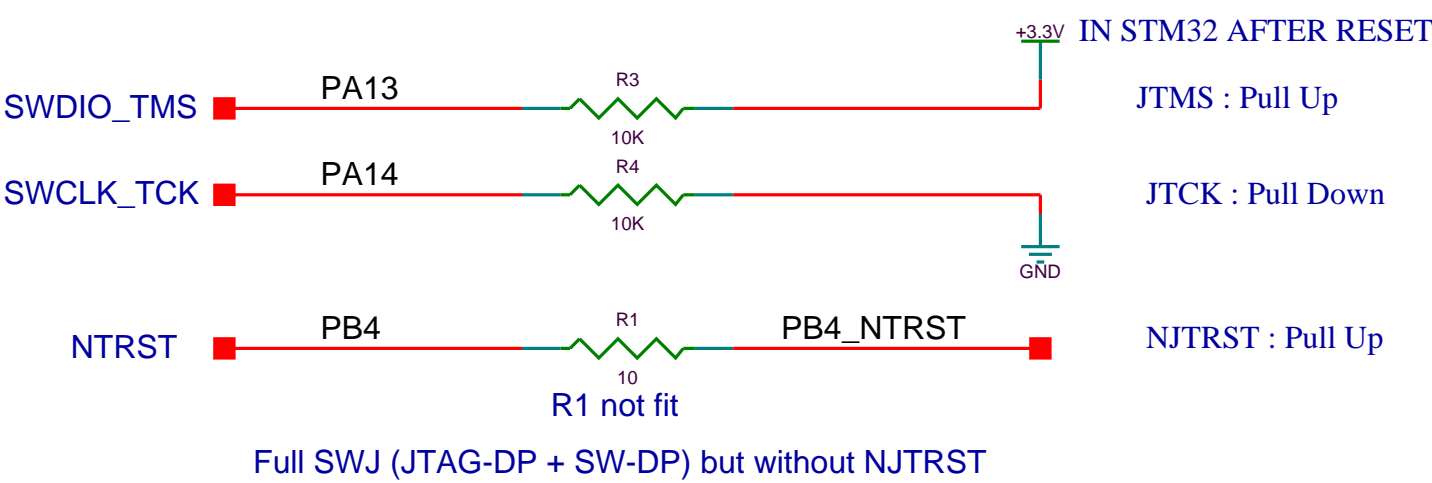 +3.3V IN STM32 AFTER RESET
SWDIO_TMS PA13 R3 JTMS : Pull Up
10K
SWCLK_TCK PA14 R4 JTCK : Pull Down
10K
GND
NTRST PB4 R1 PB4_NTRST NJTRST : Pull Up
10
R1 not fit
Full SWJ (JTAG-DP + SW-DP) but without NJTRST